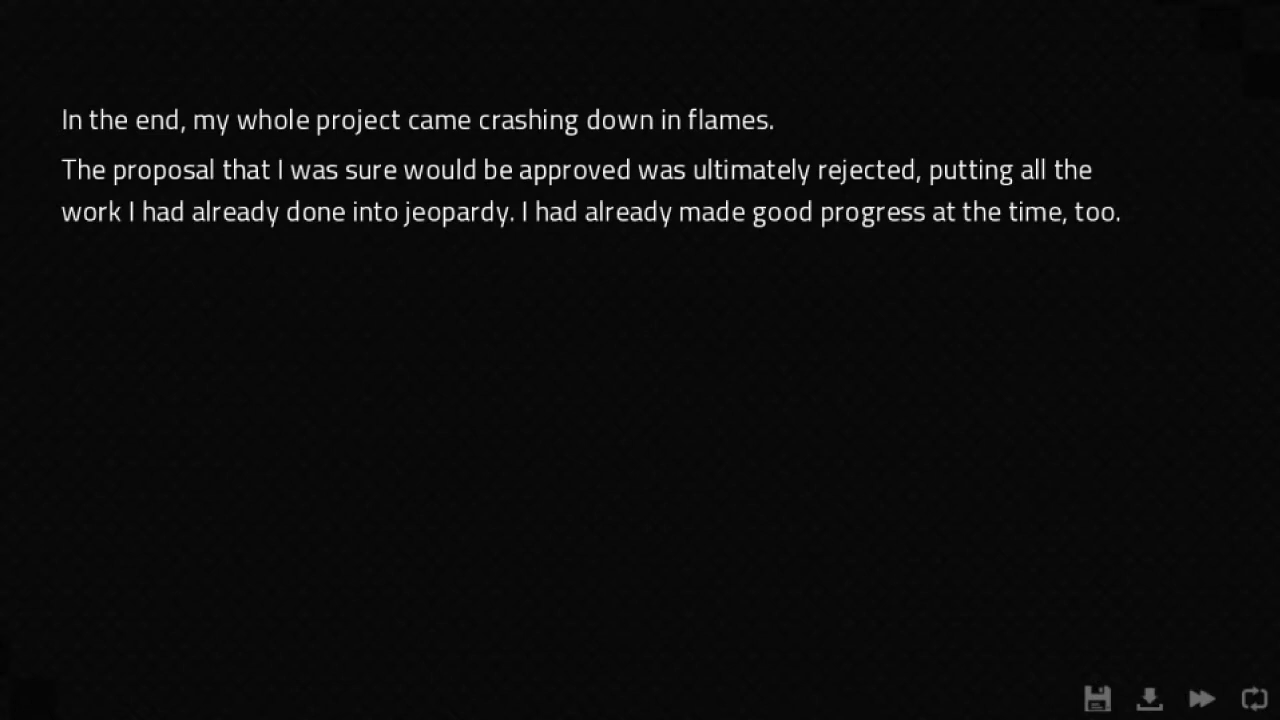 In the end, my whole project came crashing down in flames.
The proposal that I was sure would be approved was ultimately rejected, putting all the
work I had already done into jeopardy. I had already made good progress at the time, too.